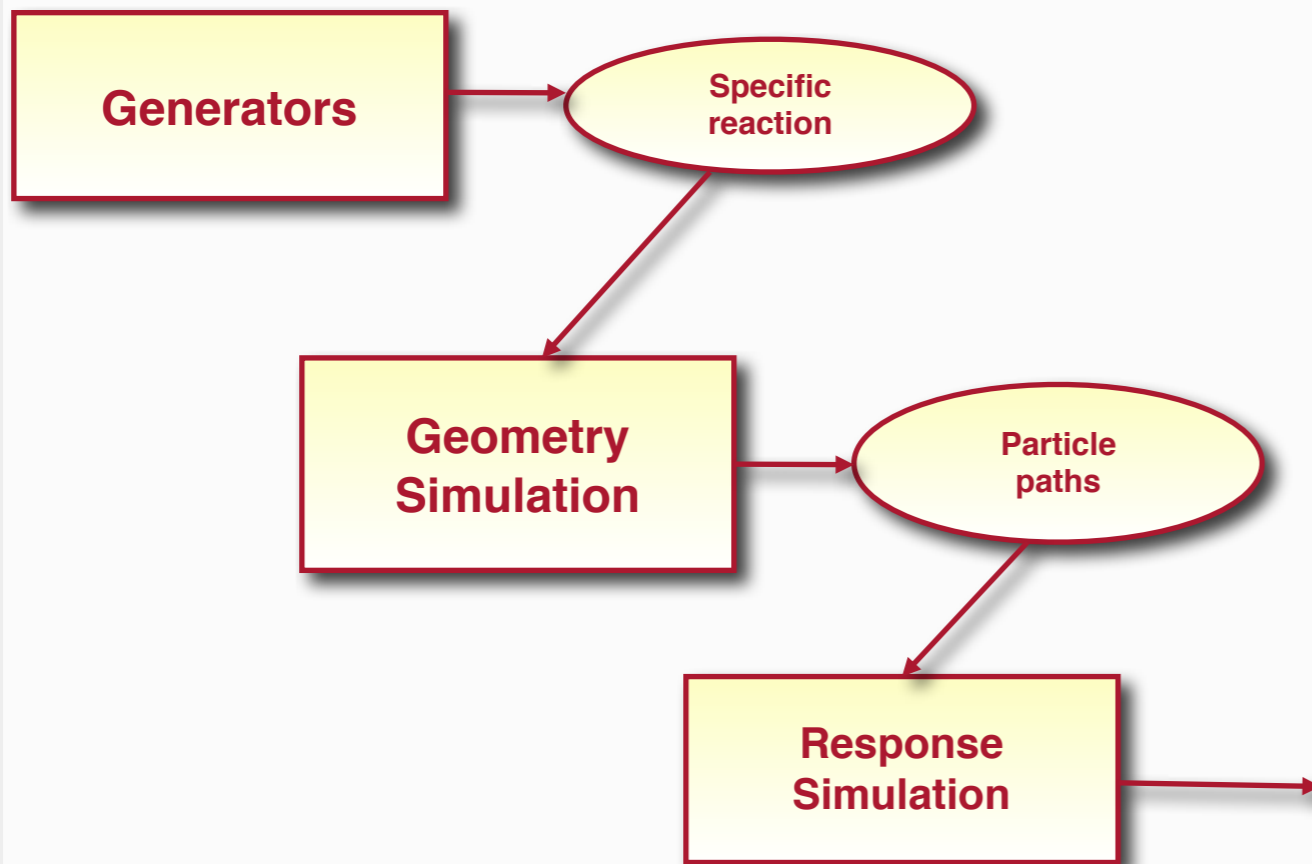 Generators
Specific
reaction
Geometry
Simulation
Particle
paths
Response
Simulation